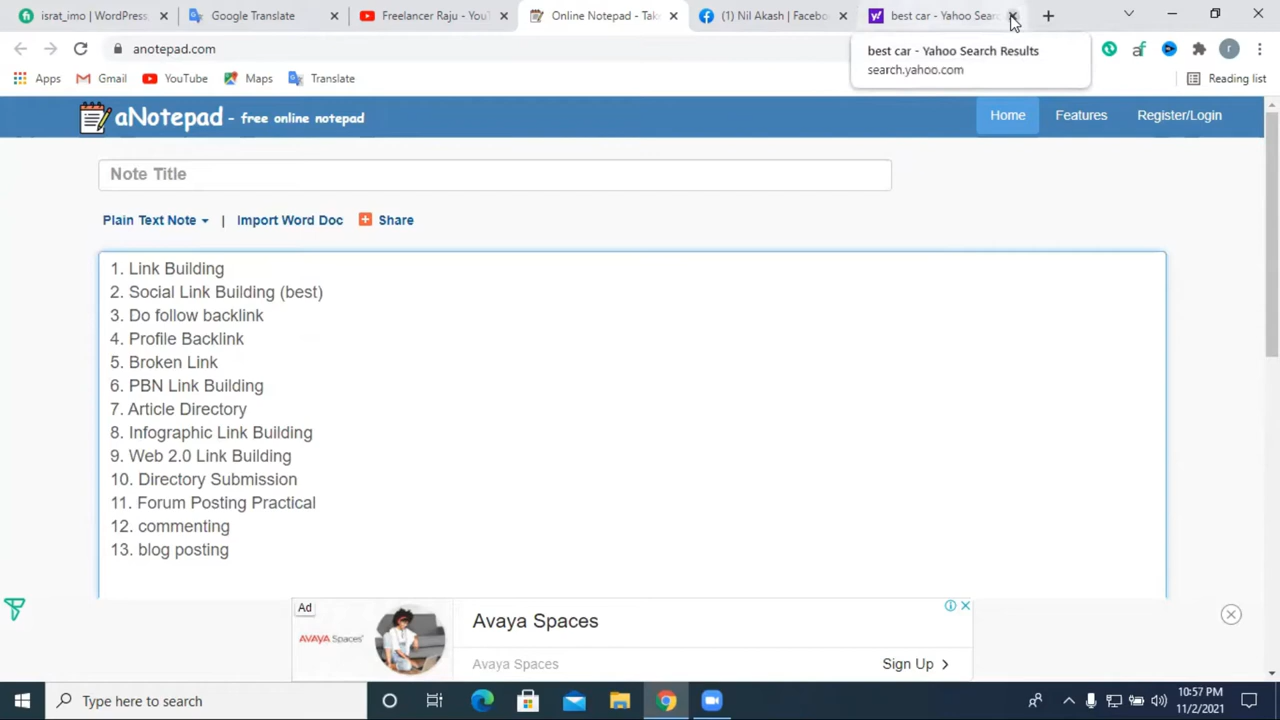 israt_imo | WordPress,
Google Translate
Freelancer Raju - YouT
Online Notepad - Tak
(1) Nil Akash | Facebo
best car - Yahoo Searc
best car - Yahoo Search Results
search.yahoo.com
anotepad.com
Apps
Gmail
YouTube
Maps
Translate
Reading list
aNotepad - free online notepad
Home
Features
Register/Login
Note Title
Plain Text Note | Import Word Doc Share
1. Link Building
2. Social Link Building (best)
3. Do follow backlink
4. Profile Backlink
5. Broken Link
6. PBN Link Building
7. Article Directory
8. Infographic Link Building
9. Web 2.0 Link Building
10. Directory Submission
11. Forum Posting Practical
12. commenting
13. blog posting
Ad
AVAYA Spaces
Avaya Spaces
Avaya Spaces
Sign Up
Type here to search
10:57 PM
11/2/2021